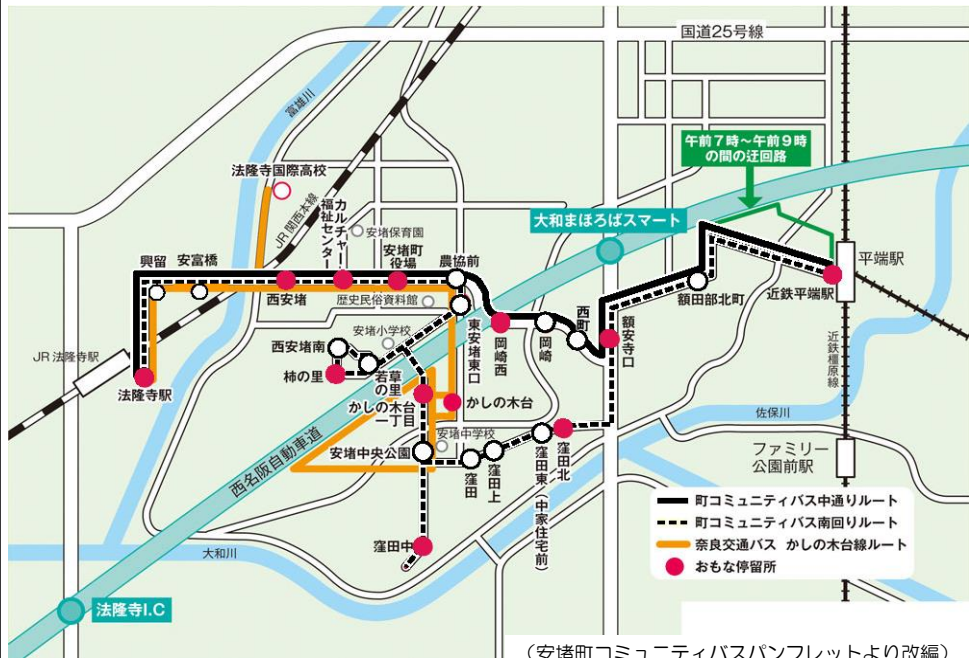 国道25号線
富雄川
午前7時～午前9時
の間の迂回路
法隆寺国際高校
JR関西本線
カルチャー
福祉センター
安堵保育園
大和まほろばスマート
興留
安富橋
安堵町
役場
農協前
平端駅
西安堵
歴史民俗資料館
西町
額田部北町
近鉄平端駅
安堵小学校
東安堵東口
岡崎西
岡崎
額安寺口
JR法隆寺駅
西安堵南
近鉄橿原線
法隆寺駅
柿の里
若草の里
かしの木台
一丁目
かしの木台
佐保川
西名阪自動車道
安堵中学校
安堵中央公園
窪田
窪田上
窪田東（中家住宅前）
窪田北
ファミリー
公園前駅
大和川
窪田中
町コミュニティバス中通りルート
町コミュニティバス南回りルート
奈良交通バス かしの木台線ルート
おもな停留所
法隆寺I.C
（安堵町コミュニティバスパンフレットより改編）